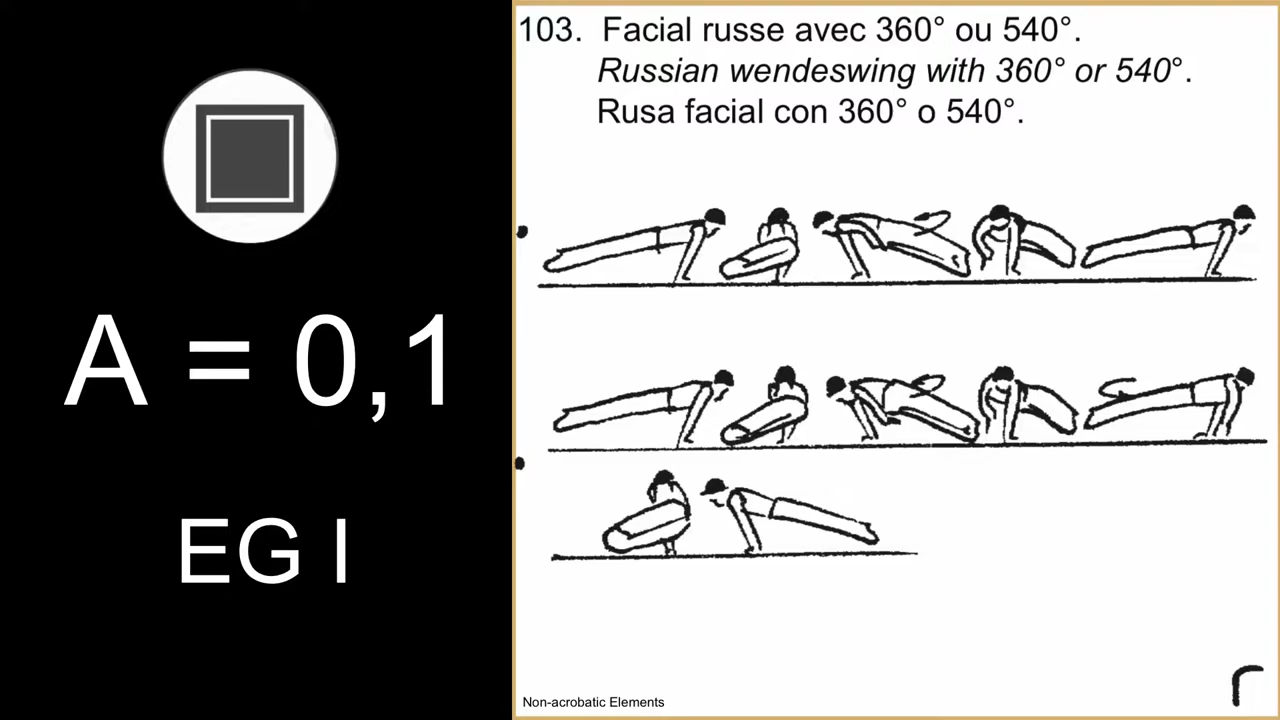 A = 0,1
EG I
103. Facial russe avec 360° ou 540°.
Russian wendeswing with 360° or 540°.
Rusa facial con 360° o 540°.
Non-acrobatic Elements